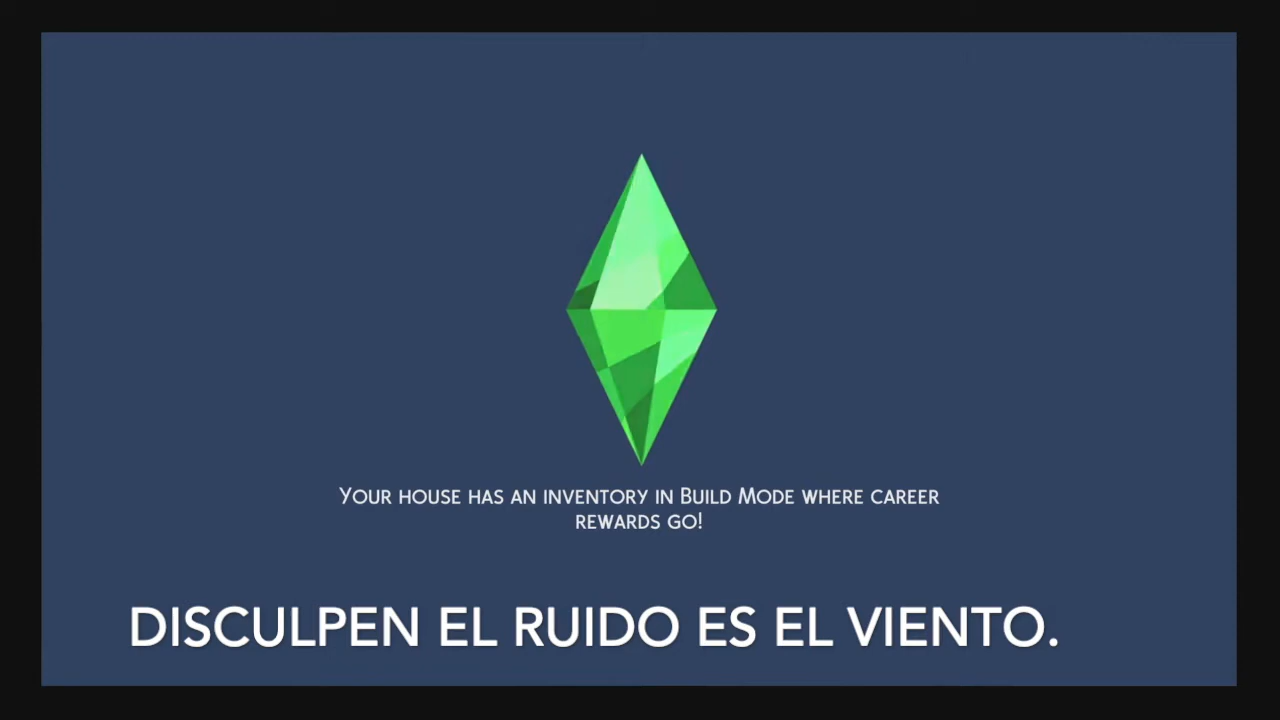 Your house has an inventory in Build Mode where career
rewards go!
DISCULPEN EL RUIDO ES EL VIENTO.